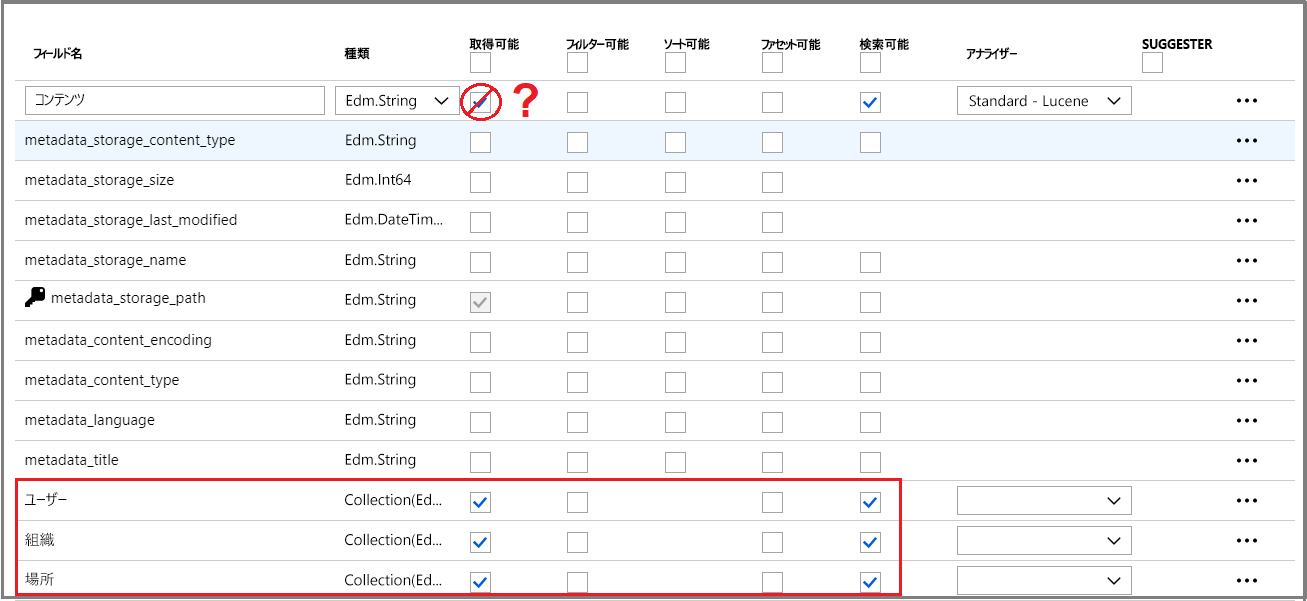 フィールド名 種類 取得可能 フィルター可能 ソート可能 ファセット可能 検索可能 アナライザー SUGGESTER
コンテンツ Edm.String ? Standard - Lucene
metadata_storage_content_type Edm.String
metadata_storage_size Edm.Int64
metadata_storage_last_modified Edm.DateTim...
metadata_storage_name Edm.String
metadata_storage_path Edm.String
metadata_content_encoding Edm.String
metadata_content_type Edm.String
metadata_language Edm.String
metadata_title Edm.String
ユーザー Collection(Ed...
組織 Collection(Ed...
場所 Collection(Ed...